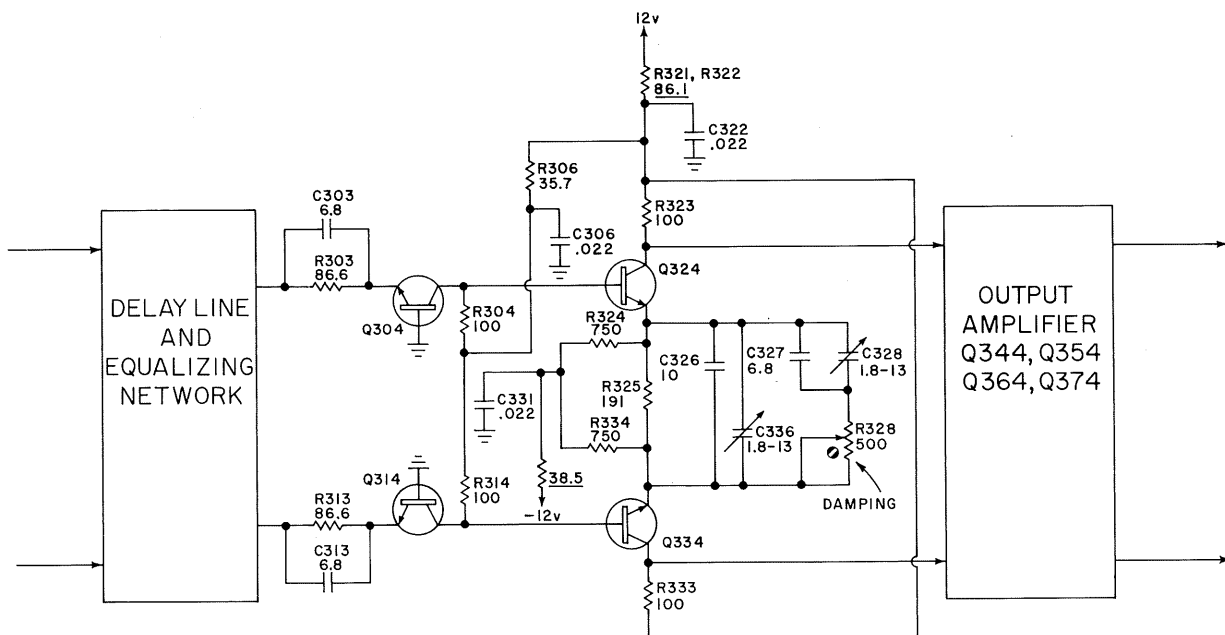 12v
R321, R322
86.1
C322
.022
R306
35.7
C303
6.8
R303
86.6
C306
.022
R323
100
Q324
Q304
R304
100
R324
750
DELAY LINE
AND
EQUALIZING
NETWORK
C331
.022
R325
191
R334
750
C326
10
C327
6.8
C328
1.8-13
C336
1.8-13
R328
500
DAMPING
OUTPUT
AMPLIFIER
Q344, Q354
Q364, Q374
Q314
R314
100
38.5
-12v
R313
86.6
C313
6.8
Q334
R333
100